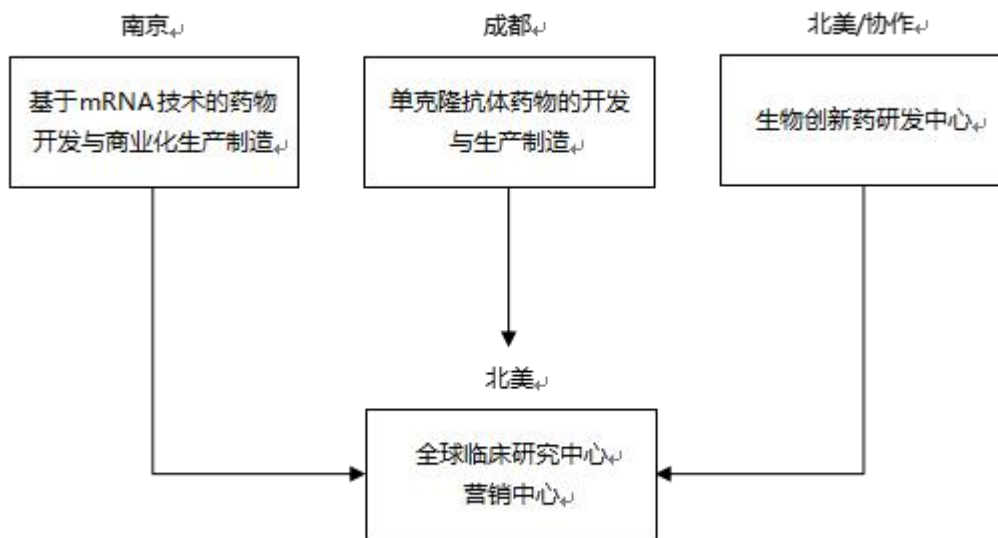 南京
成都
北美/协作
基于mRNA技术的药物
开发与商业化生产制造
单克隆抗体药物的开发
与生产制造
生物创新药研发中心
北美
全球临床研究中心
营销中心